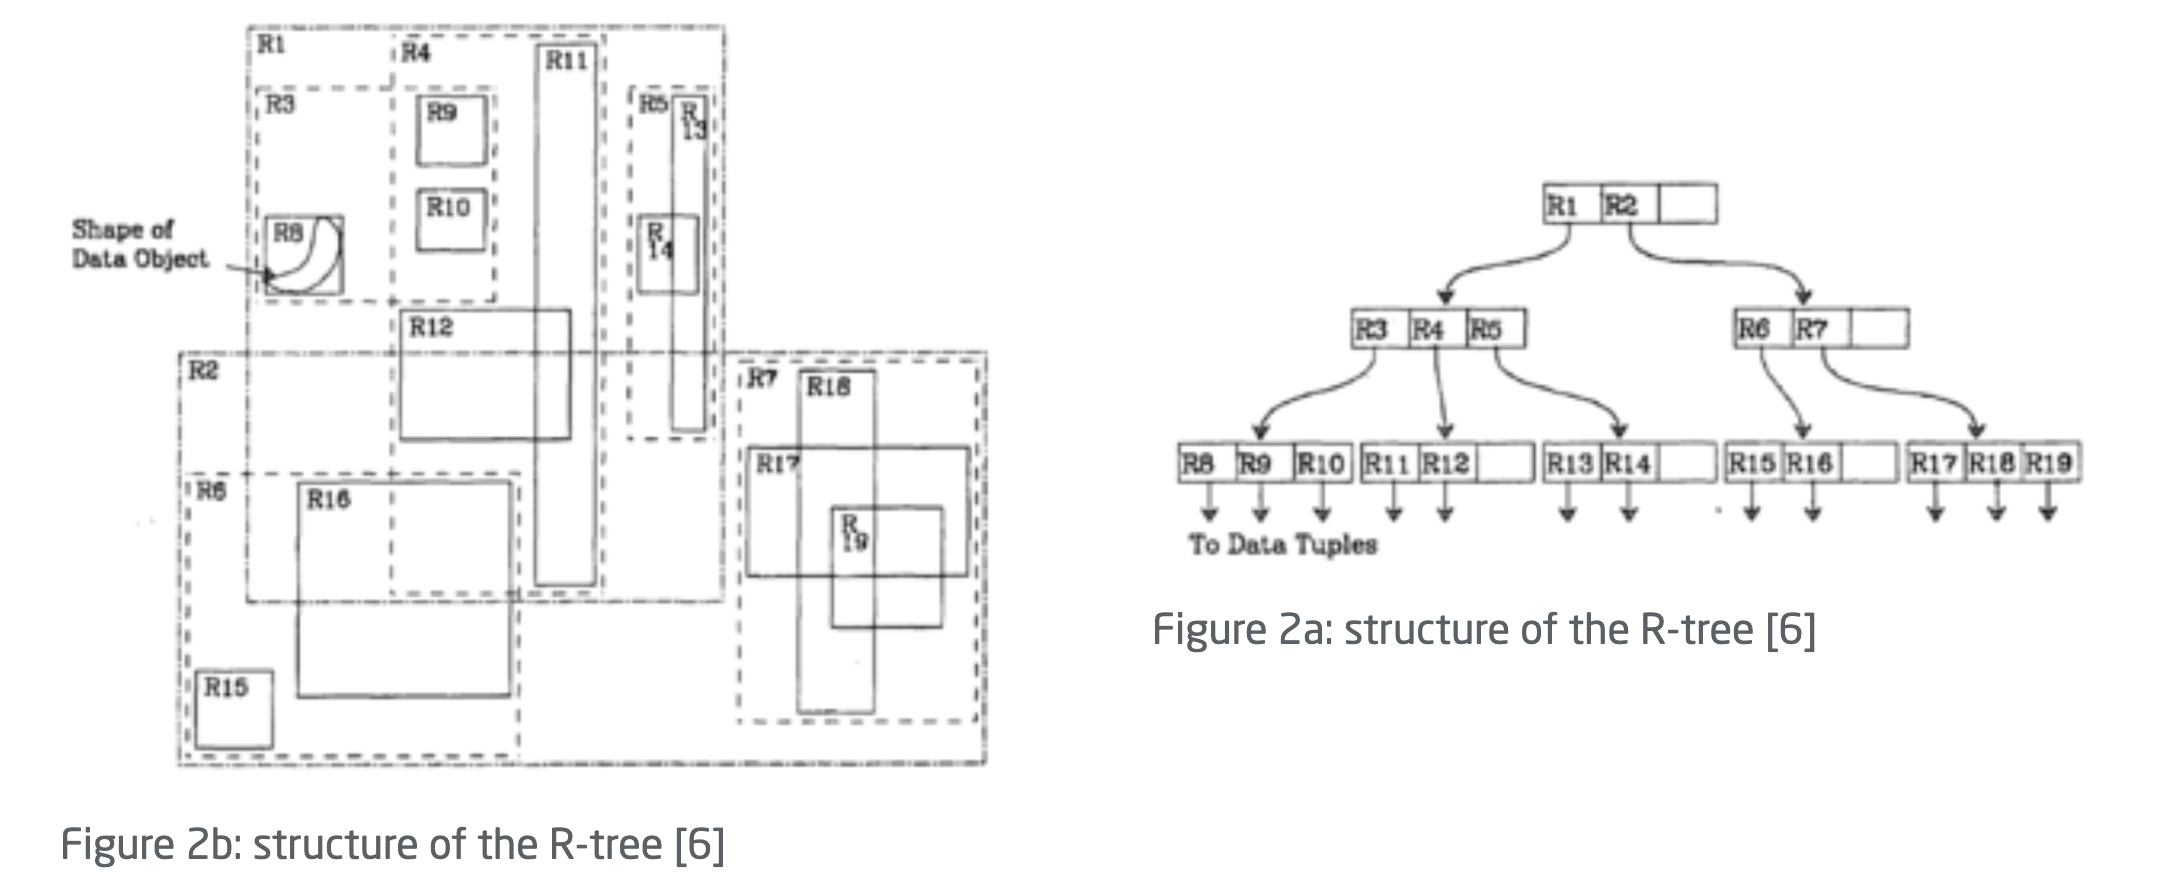 R1
R4
R11
R3
R9
R5
R
13
R10
Shape of
Data Object
R8
R
14
R12
R2
R7
R18
R17
R6
R16
R
19
R15
Figure 2b: structure of the R-tree [6]
R1 R2
R3 R4 R5
R6 R7
R8 R9 R10
R11 R12
R13 R14
R15 R16
R17 R18 R19
To Data Tuples
Figure 2a: structure of the R-tree [6]